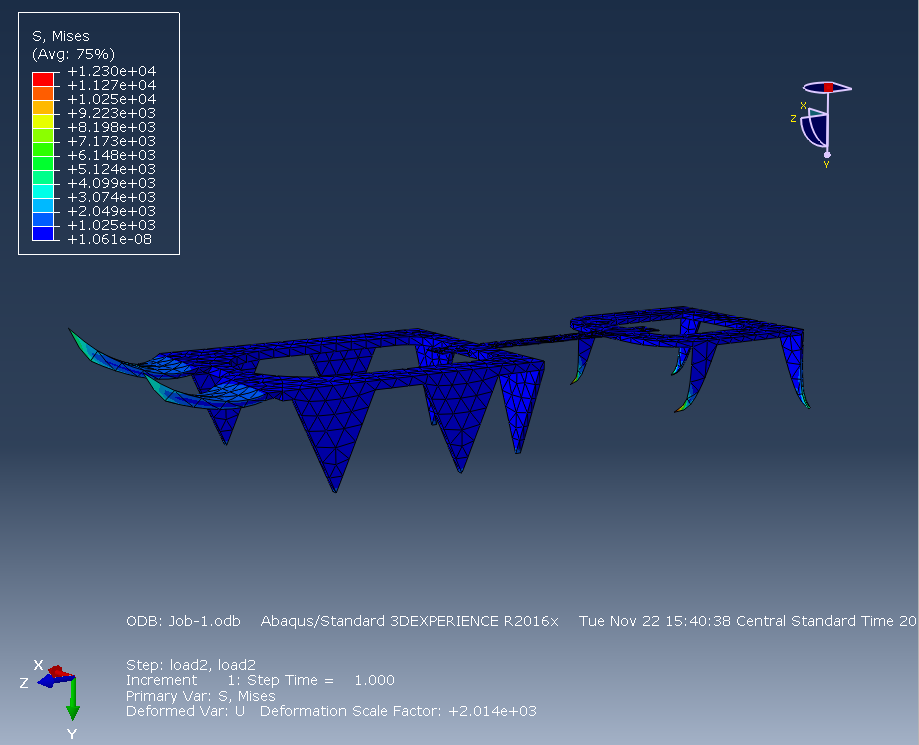 S, Mises
(Avg: 75%)
+1.230e+04
+1.127e+04
+1.025e+04
+9.223e+03
+8.198e+03
+7.173e+03
+6.148e+03
+5.124e+03
+4.099e+03
+3.074e+03
+2.049e+03
+1.025e+03
+1.061e-08
X
Z
Y
ODB: Job-1.odb    Abaqus/Standard 3DEXPERIENCE R2016x    Tue Nov 22 15:40:38 Central Standard Time 20
X
Z
Y
Step: load2, load2
Increment      1: Step Time =    1.000
Primary Var: S, Mises
Deformed Var: U   Deformation Scale Factor: +2.014e+03